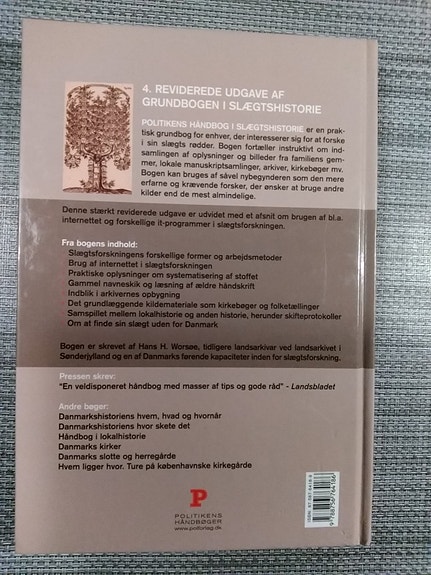 4. REVIDEREDE UDGAVE AF
GRUNDBOGEN I SLÆGTSHISTORIE
POLITIKENS HÅNDBOG I SLÆGTSHISTORIE er en prak-
tisk grundbog for enhver, der interesserer sig for at forske
i sin slægts rødder. Bogen fortæller instruktivt om ind-
samlingen af oplysninger og billeder fra familiens gem-
mer, lokale manuskriptsamlinger, arkiver, kirkebøger mv.
Bogen kan bruges af såvel nybegynderen som den mere
erfarne og krævende forsker, der ønsker at bruge andre
kilder end de mest almindelige.
Denne stærkt reviderede udgave er udvidet med et afsnit om brugen af bl.a.
internettet og forskellige it-programmer i slægtsforskningen.
Fra bogens indhold:
Slægtsforskningens forskellige former og arbejdsmetoder
Brug af internettet i slægtsforskningen
Praktiske oplysninger om systematisering af stoffet
Gammel navneskik og læsning af ældre håndskrift
Indblik i arkivernes opbygning
Det grundlæggende kildemateriale som kirkebøger og folketællinger
Samspillet mellem lokalhistorie og anden historie, herunder skifteprotokoller
Om at finde sin slægt uden for Danmark
Bogen er skrevet af Hans H. Worsøe, tidligere landsarkivar ved landsarkivet i
Sønderjylland og en af Danmarks førende kapaciteter inden for slægtsforskning.
Pressen skrev:
"En veldisponeret håndbog med masser af tips og gode råd" - Landsbladet
Andre bøger:
Danmarkshistoriens hvem, hvad og hvornår
Danmarkshistoriens hvor skete det
Håndbog i lokalhistorie
Danmarks kirker
Danmarks slotte og herregårde
Hvem ligger hvor. Ture på københavnske kirkegårde
P
POLITIKENS
HÅNDBØGER
www.polforlag.dk